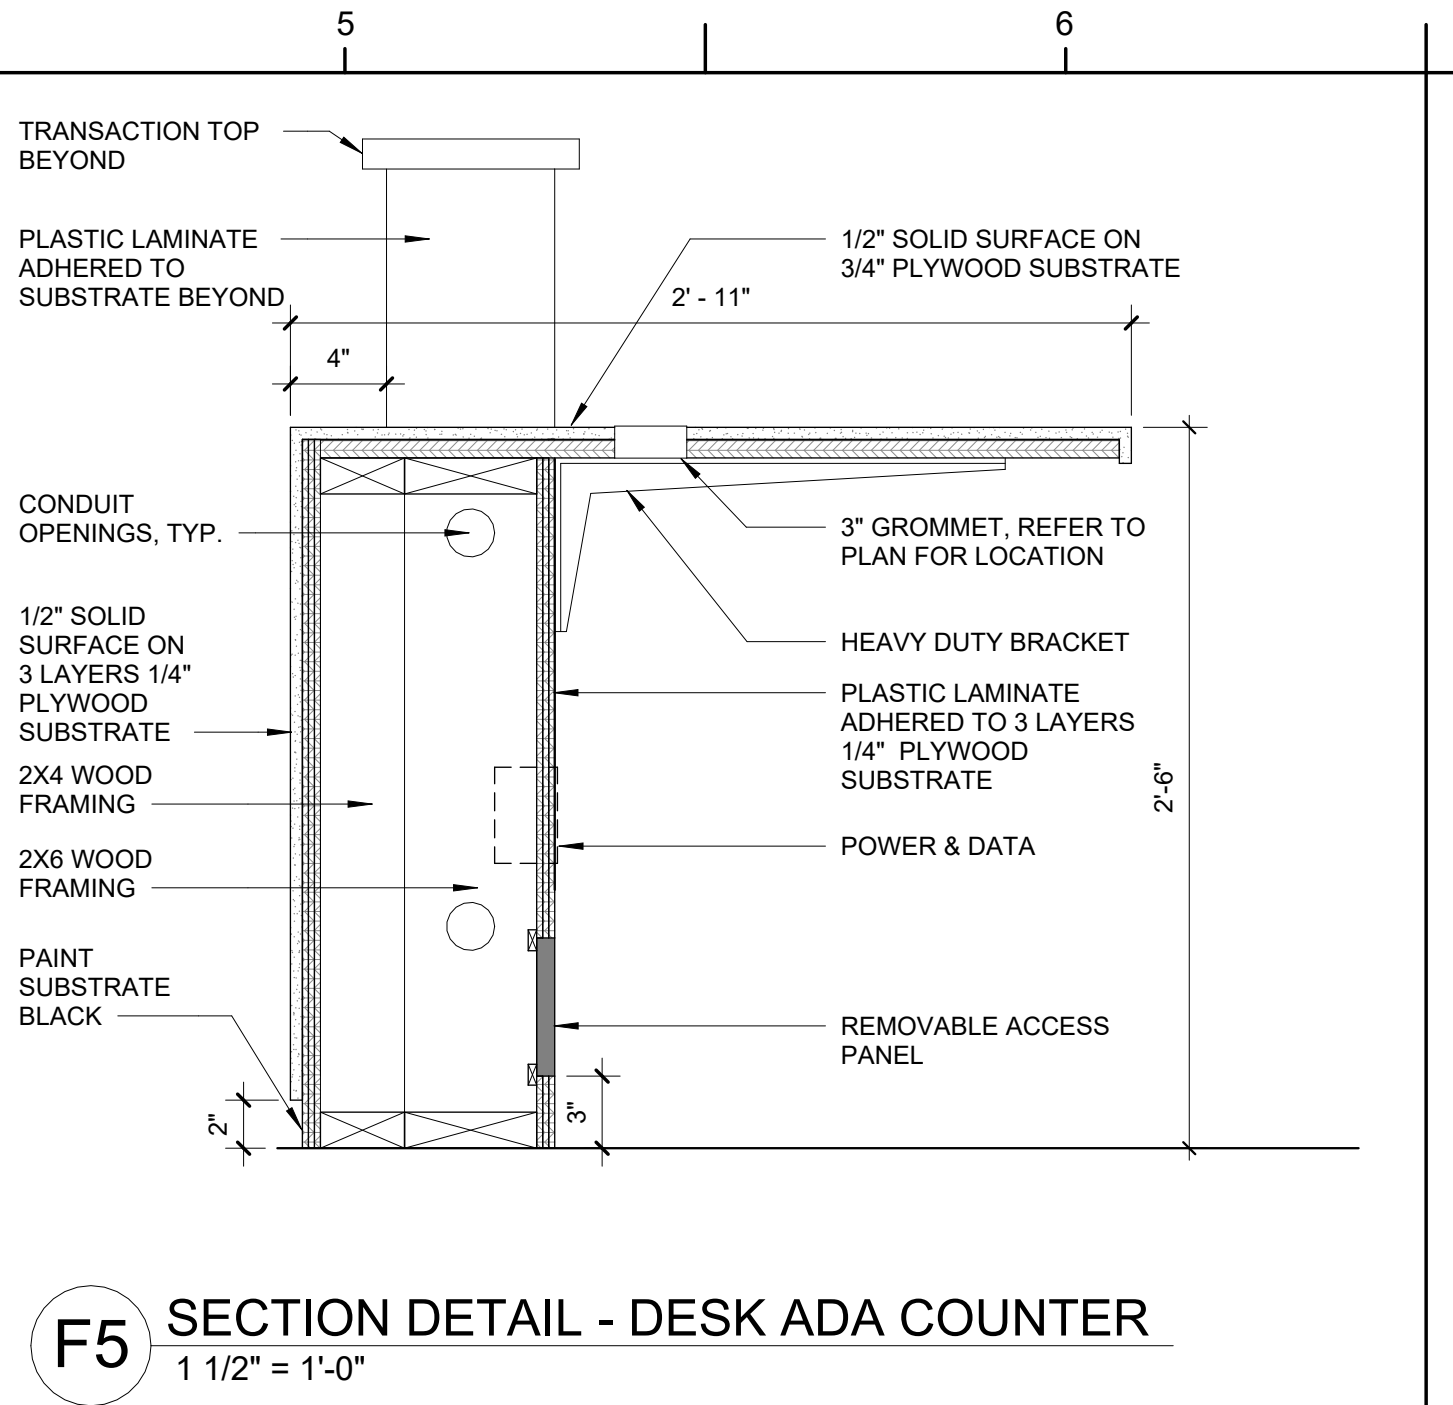 5
6
TRANSACTION TOP
BEYOND
PLASTIC LAMINATE
ADHERED TO
SUBSTRATE BEYOND
1/2" SOLID SURFACE ON
3/4" PLYWOOD SUBSTRATE
2' - 11"
4"
CONDUIT
OPENINGS, TYP.
3" GROMMET, REFER TO
PLAN FOR LOCATION
1/2" SOLID
SURFACE ON
3 LAYERS 1/4"
PLYWOOD
SUBSTRATE
HEAVY DUTY BRACKET
PLASTIC LAMINATE
ADHERED TO 3 LAYERS
1/4"  PLYWOOD
SUBSTRATE
2X4 WOOD
FRAMING
2'-6"
POWER & DATA
2X6 WOOD
FRAMING
PAINT
SUBSTRATE
BLACK
REMOVABLE ACCESS
PANEL
2"
3"
F5
SECTION DETAIL - DESK ADA COUNTER
1 1/2" = 1'-0"